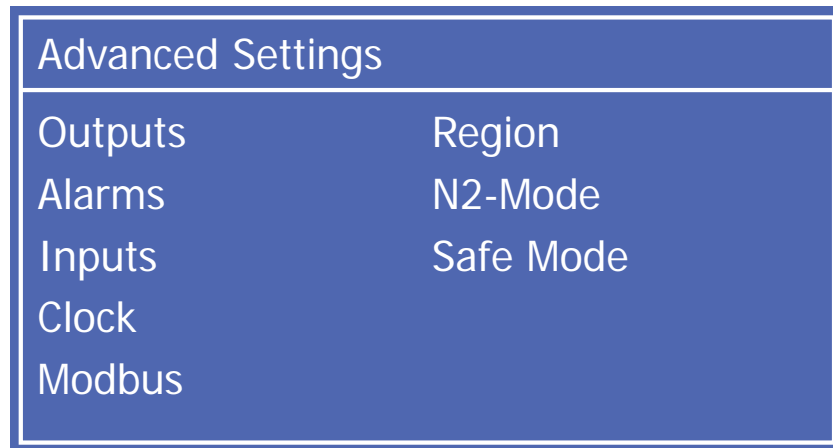 Advanced Settings
Outputs
Alarms
Inputs
Clock
Modbus
Region
N2-Mode
Safe Mode